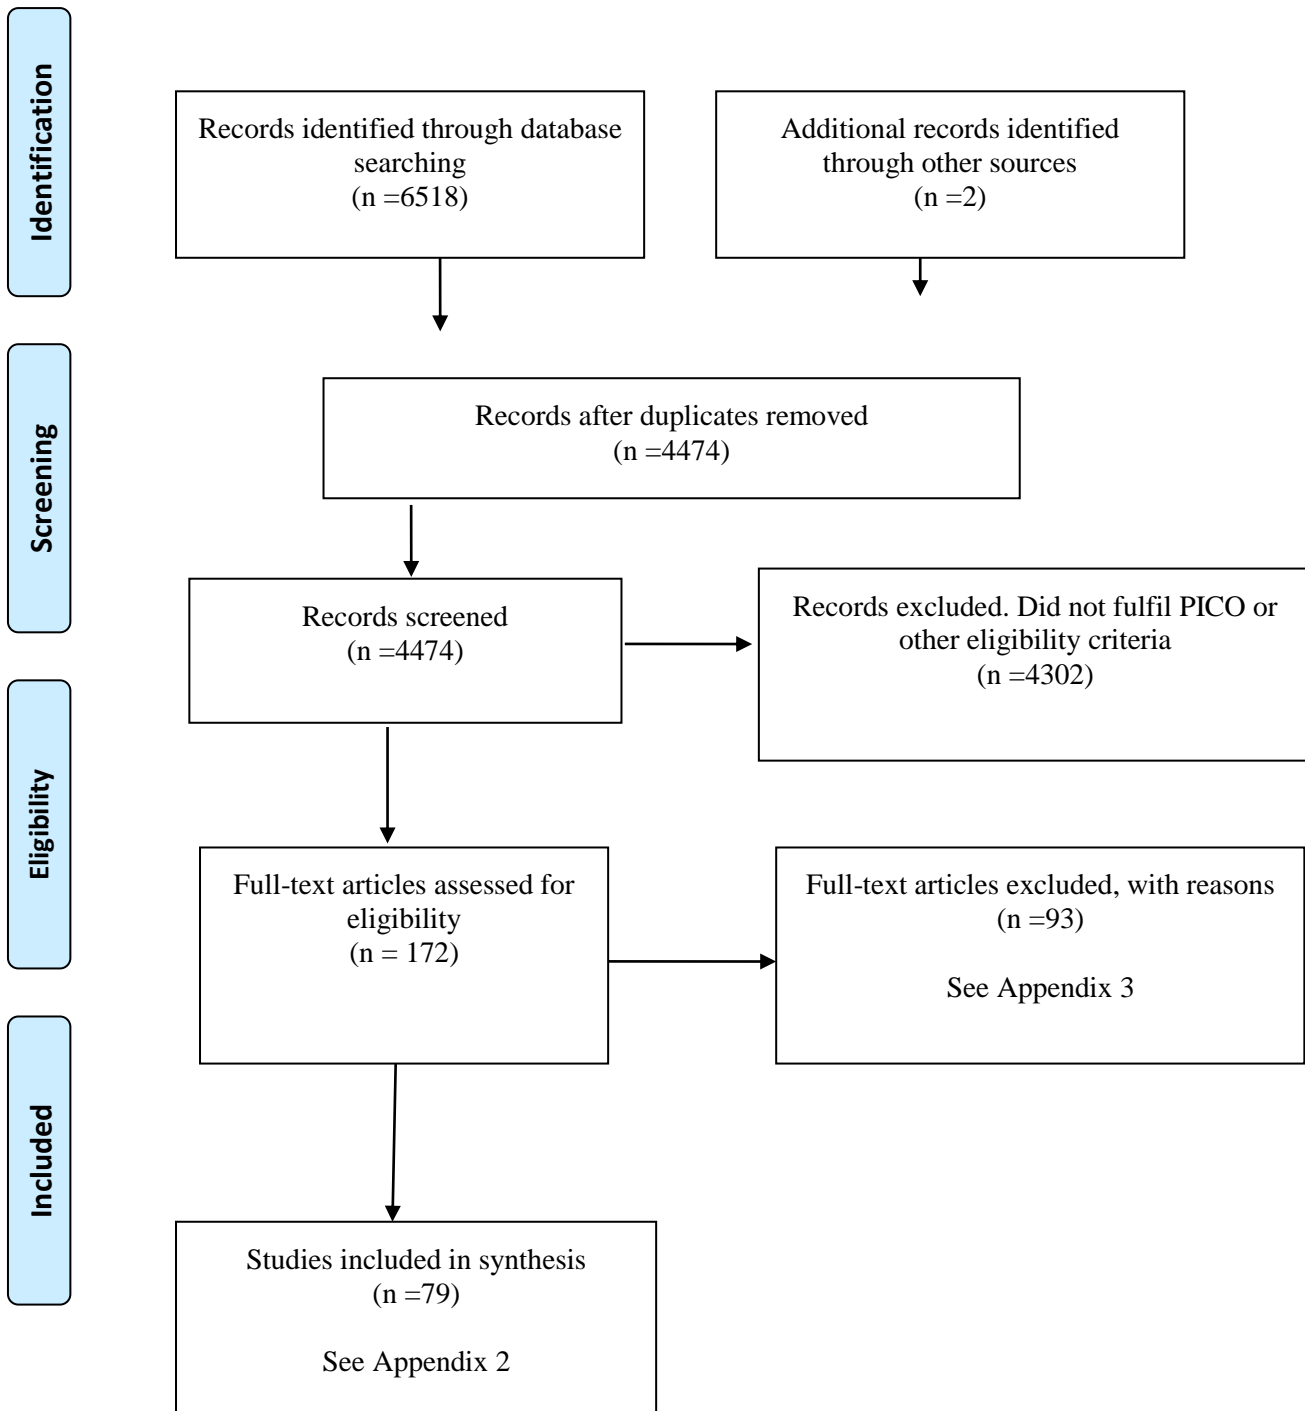 Identification
Records identified through database
searching
(n =6518)
Additional records identified
through other sources
(n =2)
Screening
Records after duplicates removed
(n =4474)
Records screened
(n =4474)
Records excluded. Did not fulfil PICO or
other eligibility criteria
(n =4302)
Eligibility
Full-text articles assessed for
eligibility
(n = 172)
Full-text articles excluded, with reasons
(n =93)
See Appendix 3
Included
Studies included in synthesis
(n =79)
See Appendix 2